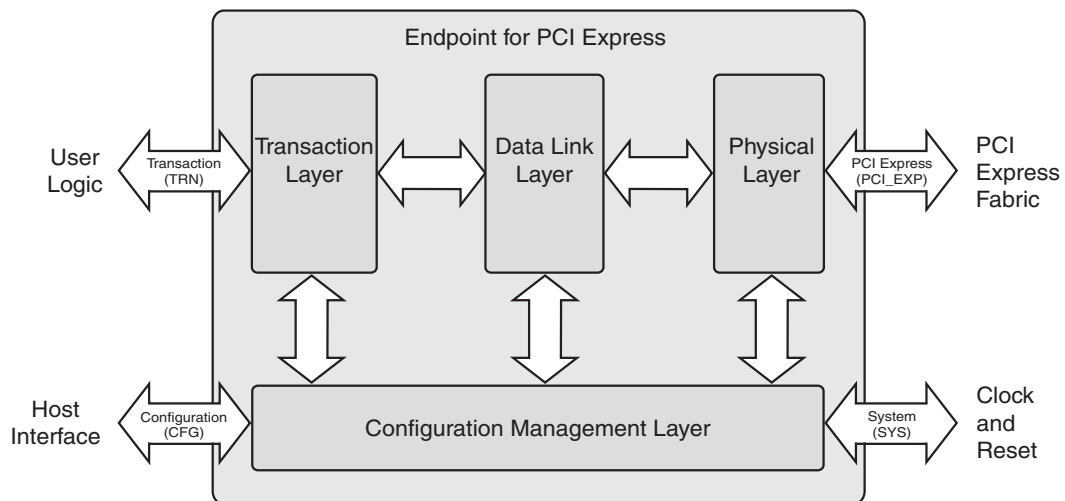 Endpoint for PCI Express
User
Logic
Transaction
(TRN)
Transaction
Layer
Data Link
Layer
Physical
Layer
PCI Express
(PCI_EXP)
PCI
Express
Fabric
Host
Interface
Configuration
(CFG)
Configuration Management Layer
System
(SYS)
Clock
and
Reset